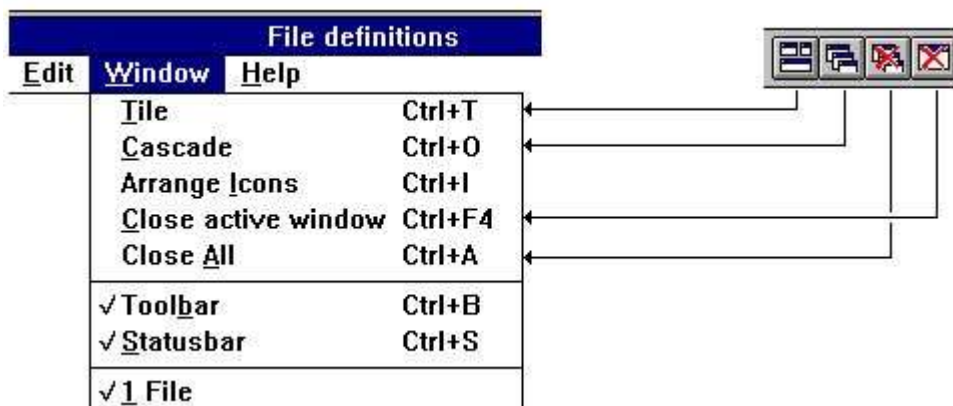 File definitions
Edit Window Help
Tile Ctrl+T
Cascade Ctrl+O
Arrange Icons Ctrl+I
Close active window Ctrl+F4
Close All Ctrl+A
✓ Toolbar Ctrl+B
✓ Statusbar Ctrl+S
✓ 1 File